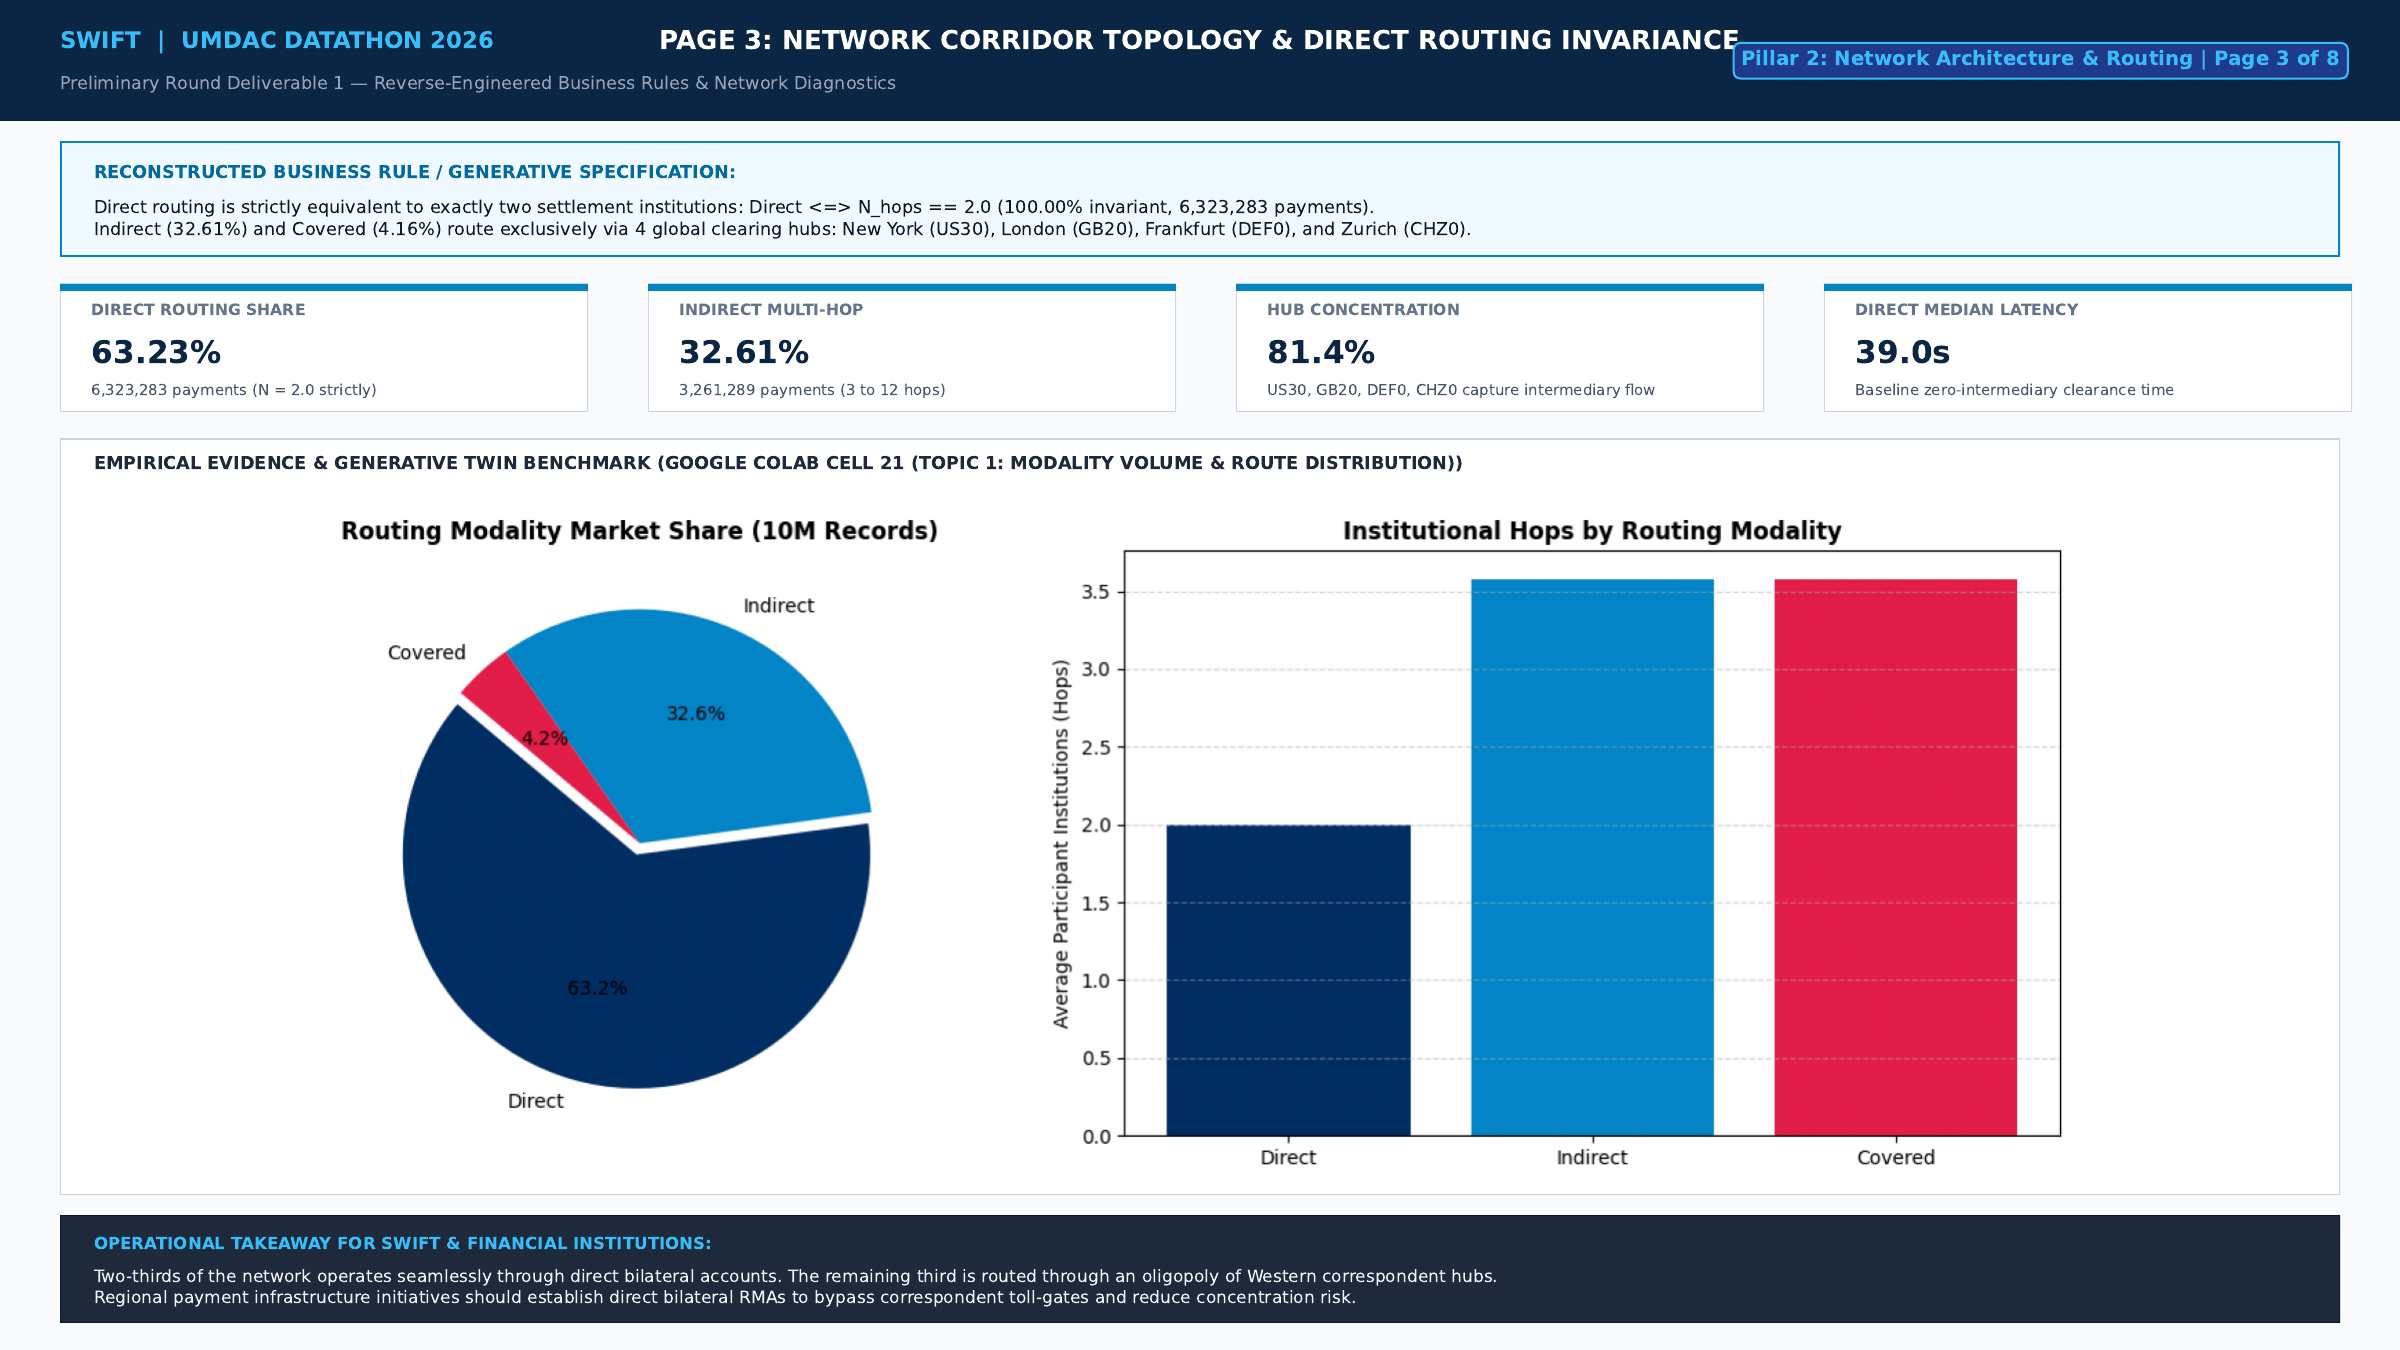 SWIFT | UMDAC DATATHON 2026
PAGE 3: NETWORK CORRIDOR TOPOLOGY & DIRECT ROUTING INVARIANCE
Pillar 2: Network Architecture & Routing | Page 3 of 8
Preliminary Round Deliverable 1 — Reverse-Engineered Business Rules & Network Diagnostics
RECONSTRUCTED BUSINESS RULE / GENERATIVE SPECIFICATION:
Direct routing is strictly equivalent to exactly two settlement institutions: Direct <=> N_hops == 2.0 (100.00% invariant, 6,323,283 payments).
Indirect (32.61%) and Covered (4.16%) route exclusively via 4 global clearing hubs: New York (US30), London (GB20), Frankfurt (DEF0), and Zurich (CHZ0).
DIRECT ROUTING SHARE
63.23%
6,323,283 payments (N = 2.0 strictly)
INDIRECT MULTI-HOP
32.61%
3,261,289 payments (3 to 12 hops)
HUB CONCENTRATION
81.4%
US30, GB20, DEF0, CHZ0 capture intermediary flow
DIRECT MEDIAN LATENCY
39.0s
Baseline zero-intermediary clearance time
EMPIRICAL EVIDENCE & GENERATIVE TWIN BENCHMARK (GOOGLE COLAB CELL 21 (TOPIC 1: MODALITY VOLUME & ROUTE DISTRIBUTION))
Routing Modality Market Share (10M Records)
Indirect
Covered
32.6%
4.2%
63.2%
Direct
Institutional Hops by Routing Modality
Average Participant Institutions (Hops)
3.5
3.0
2.5
2.0
1.5
1.0
0.5
0.0
Direct
Indirect
Covered
OPERATIONAL TAKEAWAY FOR SWIFT & FINANCIAL INSTITUTIONS:
Two-thirds of the network operates seamlessly through direct bilateral accounts. The remaining third is routed through an oligopoly of Western correspondent hubs.
Regional payment infrastructure initiatives should establish direct bilateral RMAs to bypass correspondent toll-gates and reduce concentration risk.